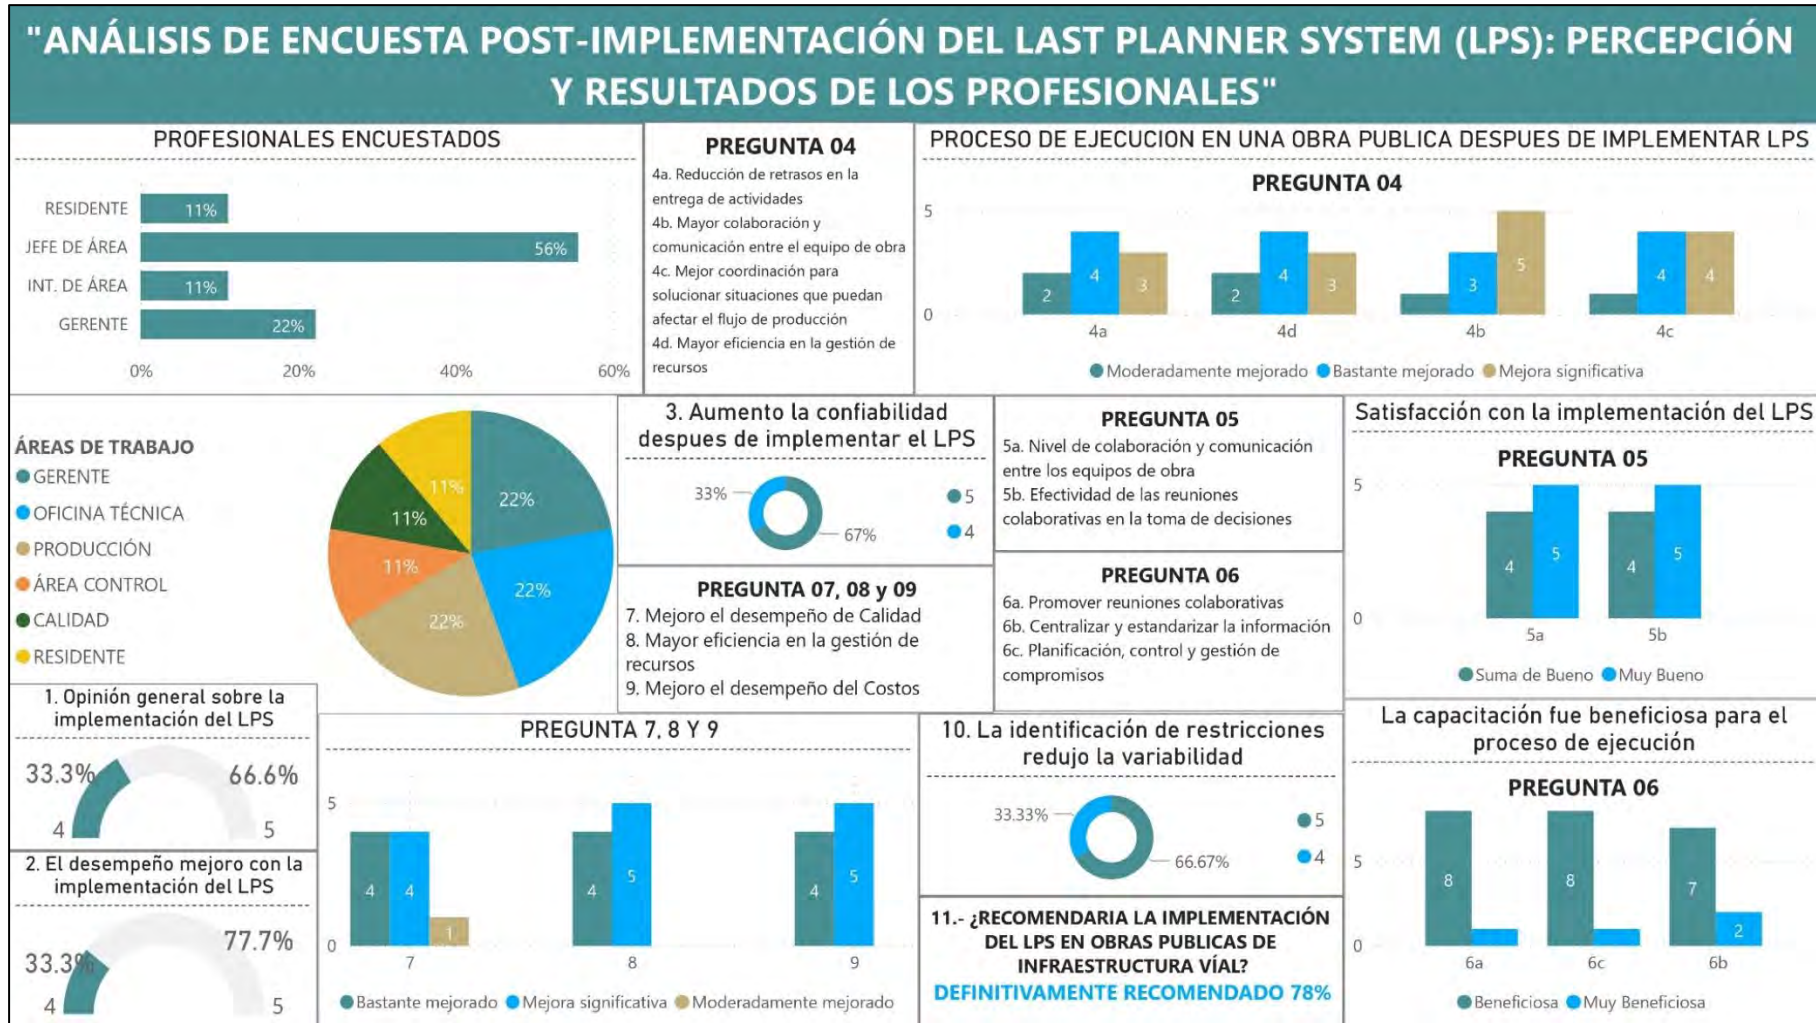 "ANÁLISIS DE ENCUESTA POST-IMPLEMENTACIÓN DEL LAST PLANNER SYSTEM (LPS): PERCEPCIÓN
Y RESULTADOS DE LOS PROFESIONALES"
PROFESIONALES ENCUESTADOS
RESIDENTE
11%
JEFE DE ÁREA
56%
INT. DE ÁREA
11%
GERENTE
22%
0%
20%
40%
60%
PREGUNTA 04
4a. Reducción de retrasos en la
entrega de actividades
4b. Mayor colaboración y
comunicación entre el equipo de obra
4c. Mejor coordinación para
solucionar situaciones que puedan
afectar el flujo de producción
4d. Mayor eficiencia en la gestión de
recursos
PROCESO DE EJECUCION EN UNA OBRA PUBLICA DESPUES DE IMPLEMENTAR LPS
PREGUNTA 04
5
0
2
4
3
2
4
3
3
5
4
4
4a
4d
4b
4c
Moderadamente mejorado
Bastante mejorado
Mejora significativa
ÁREAS DE TRABAJO
GERENTE
OFICINA TÉCNICA
PRODUCCIÓN
ÁREA CONTROL
CALIDAD
RESIDENTE
22%
22%
22%
11%
11%
11%
3. Aumento la confiabilidad
despues de implementar el LPS
33%
67%
5
4
PREGUNTA 05
5a. Nivel de colaboración y comunicación
entre los equipos de obra
5b. Efectividad de las reuniones
colaborativas en la toma de decisiones
Satisfacción con la implementación del LPS
PREGUNTA 05
5
0
4
5
4
5
5a
5b
Suma de Bueno
Muy Bueno
PREGUNTA 07, 08 y 09
7. Mejoro el desempeño de Calidad
8. Mayor eficiencia en la gestión de
recursos
9. Mejoro el desempeño del Costos
PREGUNTA 06
6a. Promover reuniones colaborativas
6b. Centralizar y estandarizar la información
6c. Planificación, control y gestión de
compromisos
1. Opinión general sobre la
implementación del LPS
33.3%
66.6%
4
5
2. El desempeño mejoro con la
implementación del LPS
33.3%
77.7%
4
5
PREGUNTA 7, 8 Y 9
5
0
4
4
1
4
5
4
5
7
8
9
Bastante mejorado
Mejora significativa
Moderadamente mejorado
10. La identificación de restricciones
redujo la variabilidad
33.33%
66.67%
5
4
11.- ¿RECOMENDARIA LA IMPLEMENTACIÓN
DEL LPS EN OBRAS PUBLICAS DE
INFRAESTRUCTURA VÍAL?
DEFINITIVAMENTE RECOMENDADO 78%
La capacitación fue beneficiosa para el
proceso de ejecución
PREGUNTA 06
5
0
8
8
7
2
6a
6c
6b
Beneficiosa
Muy Beneficiosa